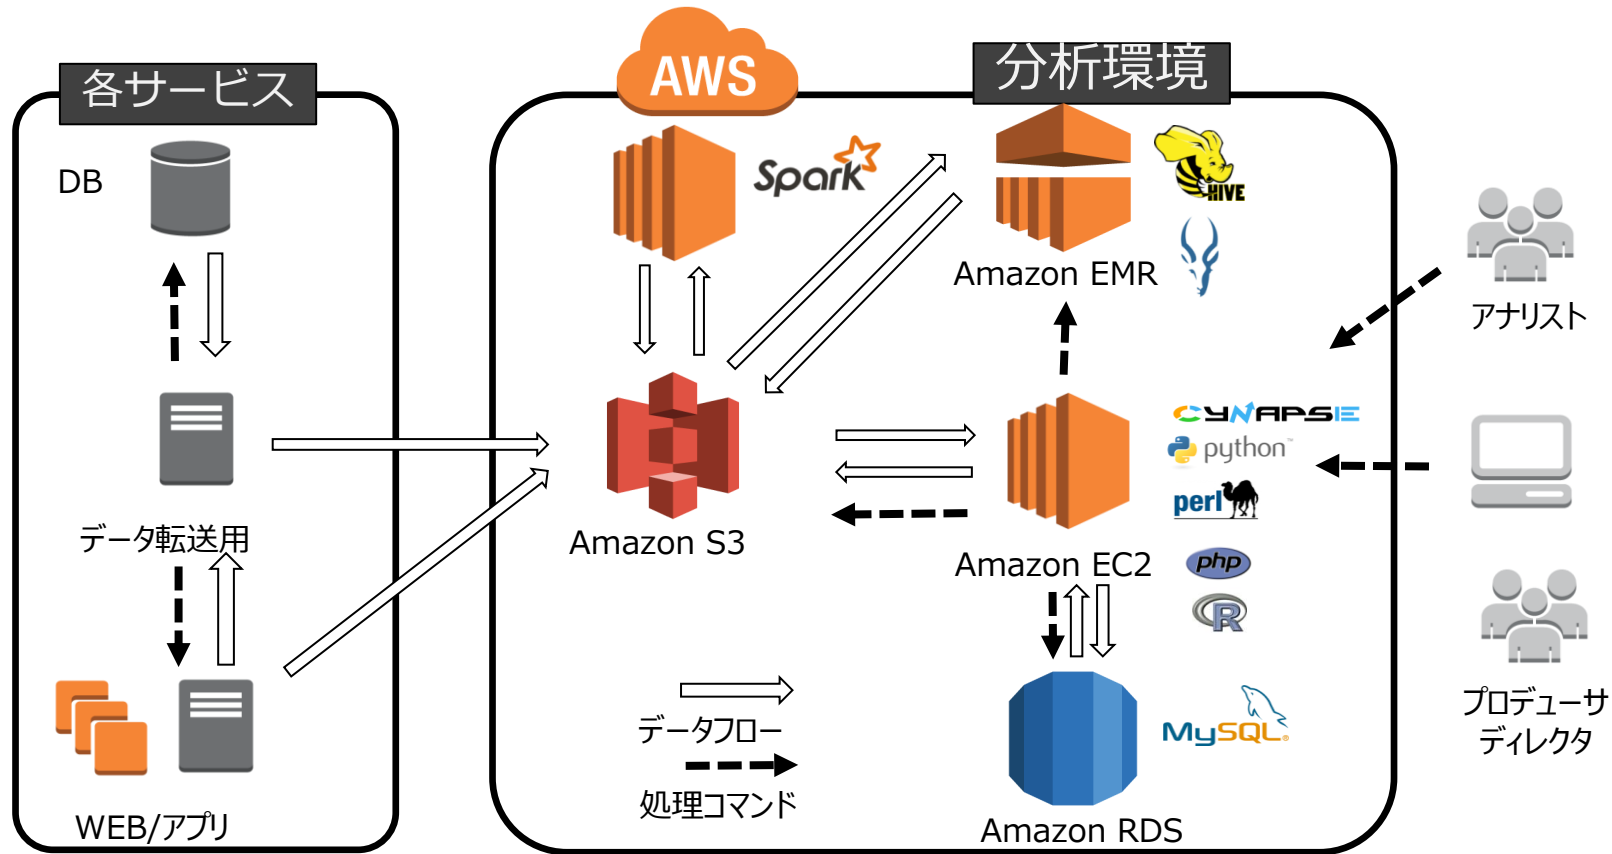 各サービス
DB
データ転送用
WEB/アプリ
AWS
分析環境
Spark
HIVE
Amazon EMR
Amazon S3
Amazon EC2
CYNAPSE
python™
perl
php
R
データフロー
処理コマンド
MySQL®
Amazon RDS
アナリスト
プロデューサ
ディレクタ